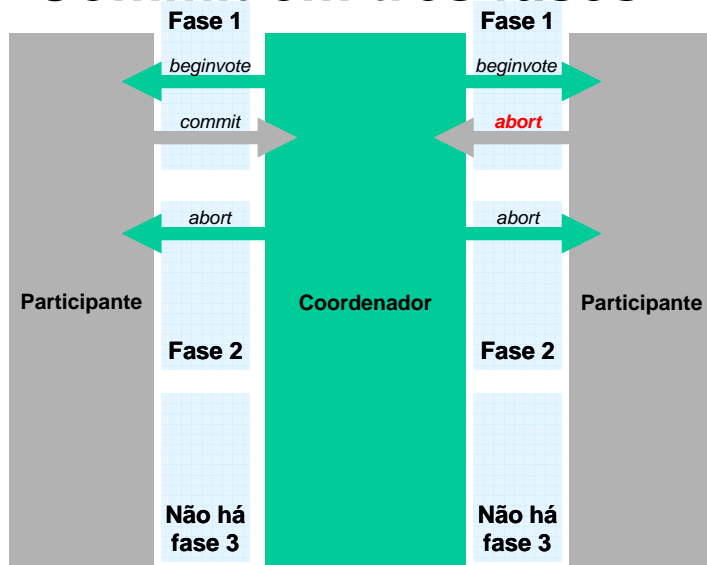 Fase 1
Fase 1
beginvote
beginvote
commit
abort
abort
abort
Participante
Coordenador
Participante
Fase 2
Fase 2
Não há
fase 3
Não há
fase 3